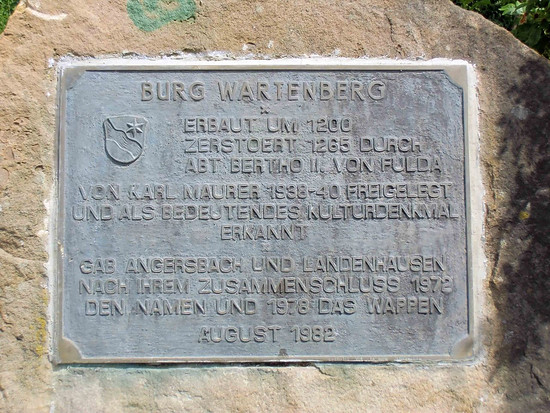 BURG WARTENBERG
*
ERBAUT UM 1200
ZERSTOERT 1265 DURCH
ABT BERTHO II. VON FULDA
VON KARL MAURER 1938-40 FREIGELEGT
UND ALS BEDEUTENDES KULTURDENKMAL
ERKANNT
GAB ANGERSBACH UND LANDENHAUSEN
NACH IHREM ZUSAMMENSCHLUSS 1972
DEN NAMEN UND 1978 DAS WAPPEN
AUGUST 1982